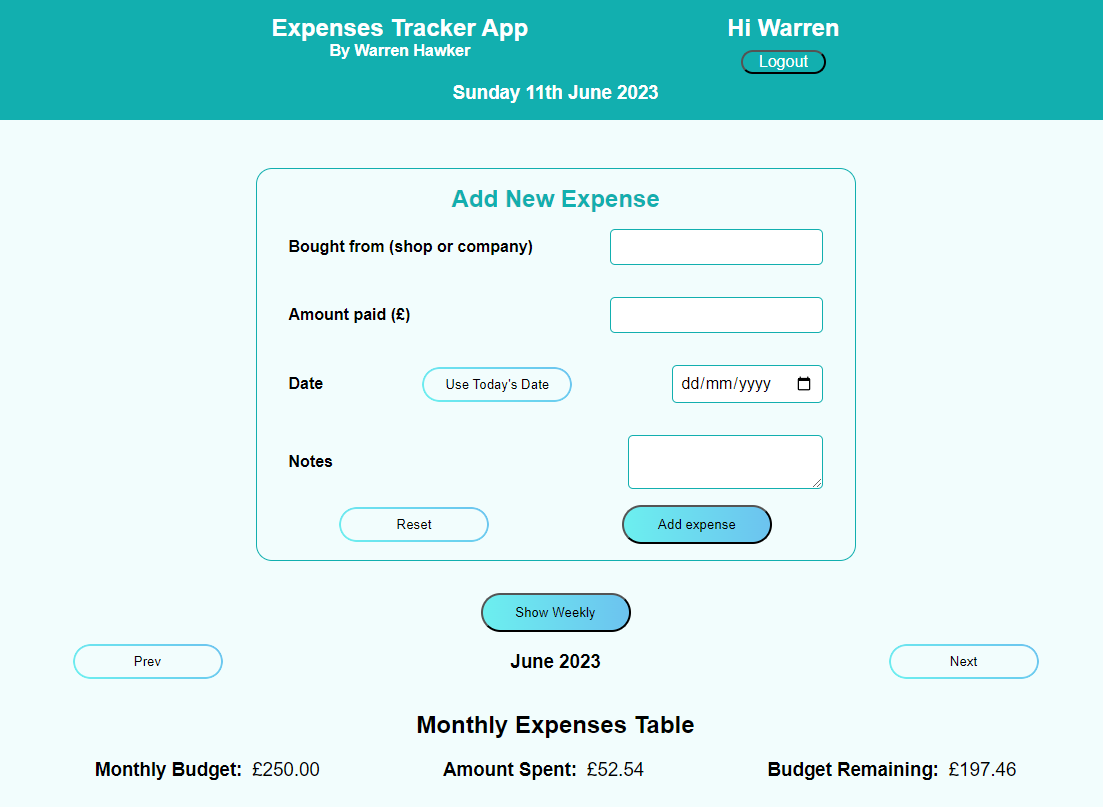 Expenses Tracker App
By Warren Hawker
Hi Warren
Logout
Sunday 11th June 2023
Add New Expense
Bought from (shop or company)
Amount paid (£)
Date Use Today's Date dd/mm/yyyy
Notes
Reset Add expense
Show Weekly
Prev June 2023 Next
Monthly Expenses Table
Monthly Budget: £250.00 Amount Spent: £52.54 Budget Remaining: £197.46